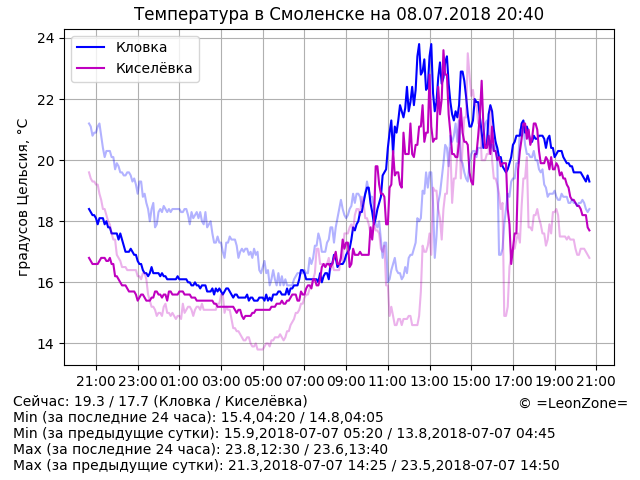 Температура в Смоленске на 08.07.2018 20:40
градусов Цельсия, °C
24
22
20
18
16
14
Кловка
Киселёвка
21:00 23:00 01:00 03:00 05:00 07:00 09:00 11:00 13:00 15:00 17:00 19:00 21:00
Сейчас: 19.3 / 17.7 (Кловка / Киселёвка)
© =LeonZone=
Min (за последние 24 часа): 15.4,04:20 / 14.8,04:05
Min (за предыдущие сутки): 15.9,2018-07-07 05:20 / 13.8,2018-07-07 04:45
Max (за последние 24 часа): 23.8,12:30 / 23.6,13:40
Max (за предыдущие сутки): 21.3,2018-07-07 14:25 / 23.5,2018-07-07 14:50